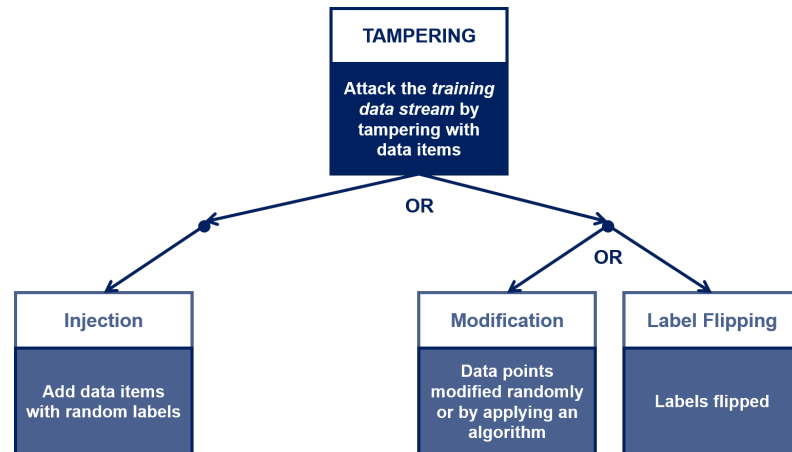 TAMPERING
Attack the training
data stream by
tampering with
data items
OR
OR
Injection
Add data items
with random labels
Modification
Data points
modified randomly
or by applying an
algorithm
Label Flipping
Labels flipped